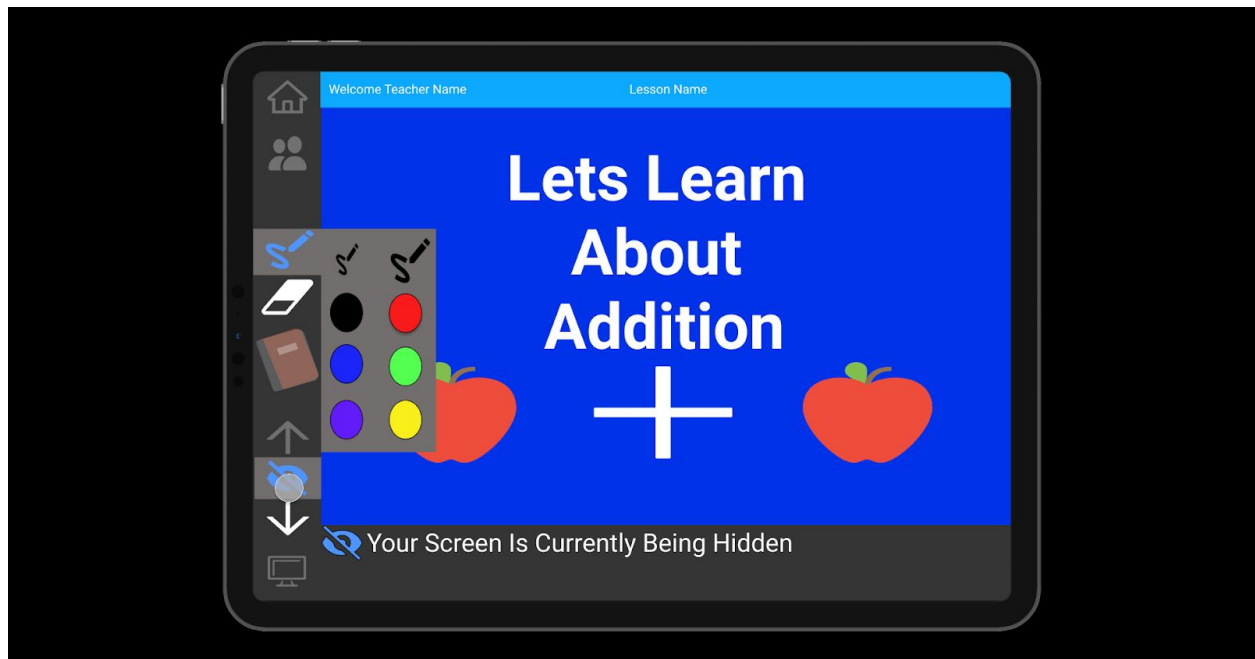 Welcome Teacher Name
Lesson Name
Lets Learn
About
Addition
Your Screen Is Currently Being Hidden